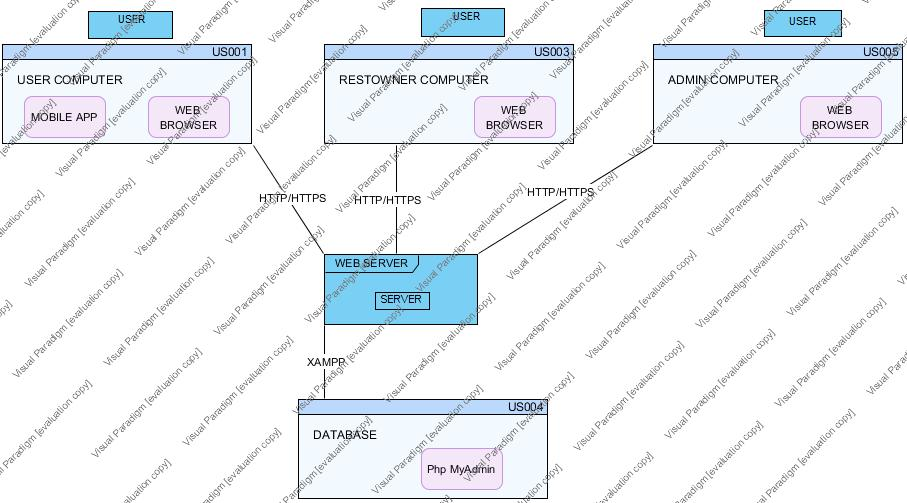 USER
USER
USER
US001
US003
US005
USER COMPUTER
RESTOWNER COMPUTER
ADMIN COMPUTER
MOBILE APP
WEB
BROWSER
WEB
BROWSER
WEB
BROWSER
HTTP/HTTPS
HTTP/HTTPS
HTTP/HTTPS
WEB SERVER
SERVER
XAMPP
US004
DATABASE
Php MyAdmin
Visual Paradigm [evaluation copy]